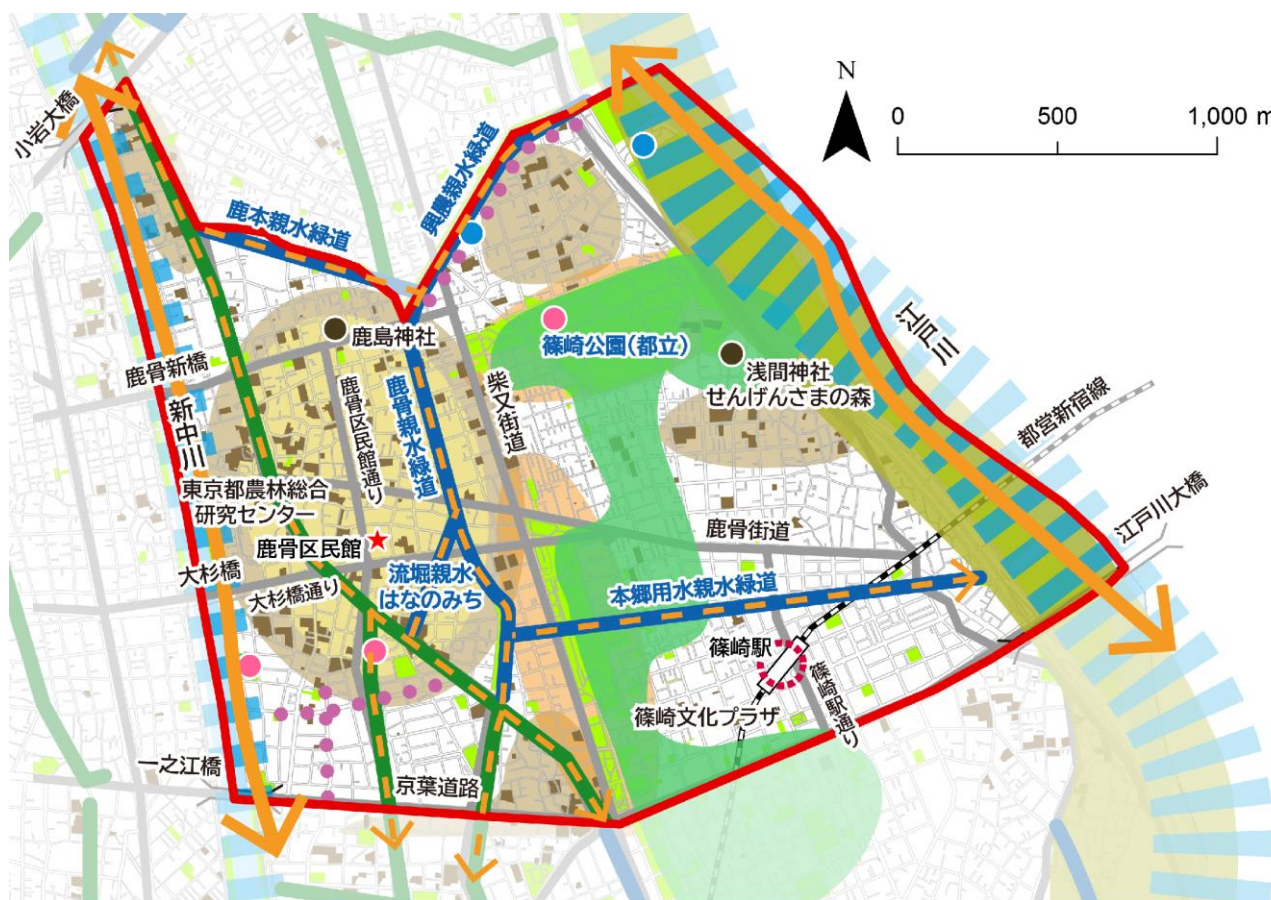 N
0 500 1,000 m
小岩大橋
鹿本親水緑道
興農親水緑道
江戸川
鹿島神社
篠崎公園(都立)
鹿骨新橋
浅間神社
せんげんさまの森
新中川
鹿骨区民館通り
鹿骨親水緑道
柴又街道
都営新宿線
江戸川大橋
東京都農林総合
研究センター
鹿骨区民館
鹿骨街道
大杉橋
大杉橋通り
流堀親水
はなのみち
本郷用水親水緑道
篠崎駅
篠崎駅通り
篠崎文化プラザ
一之江橋
京葉道路